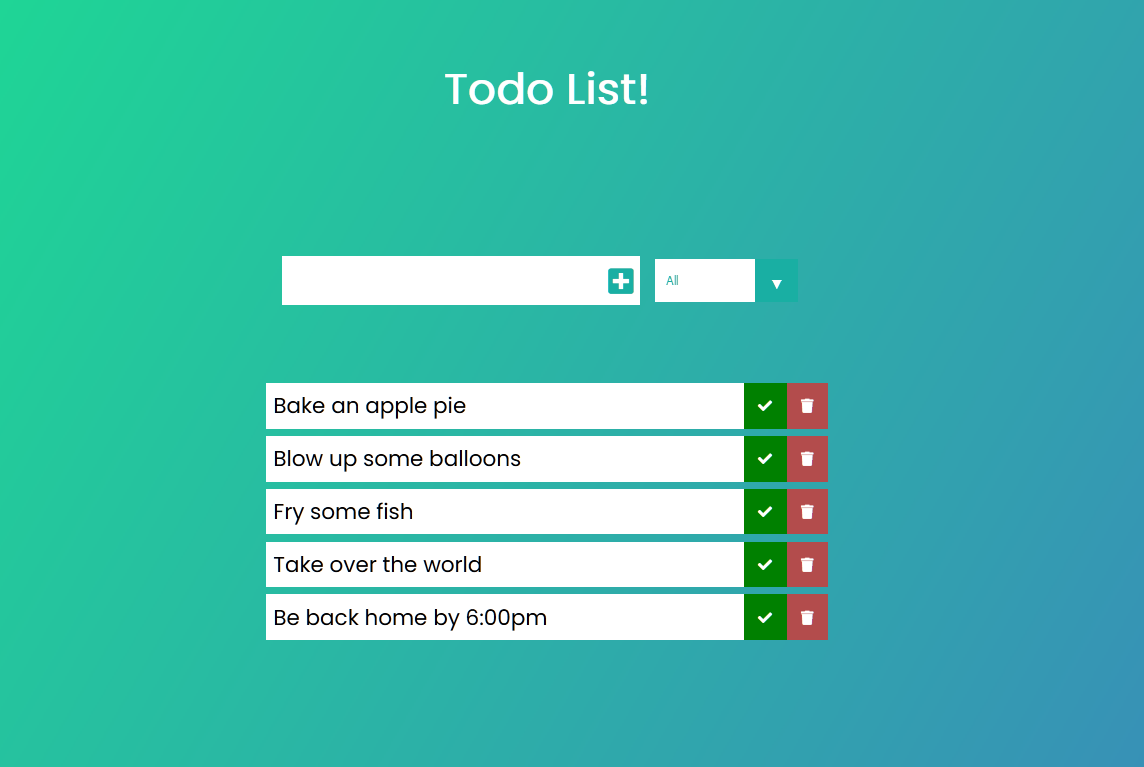 Todo List!
All
Bake an apple pie
Blow up some balloons
Fry some fish
Take over the world
Be back home by 6:00pm